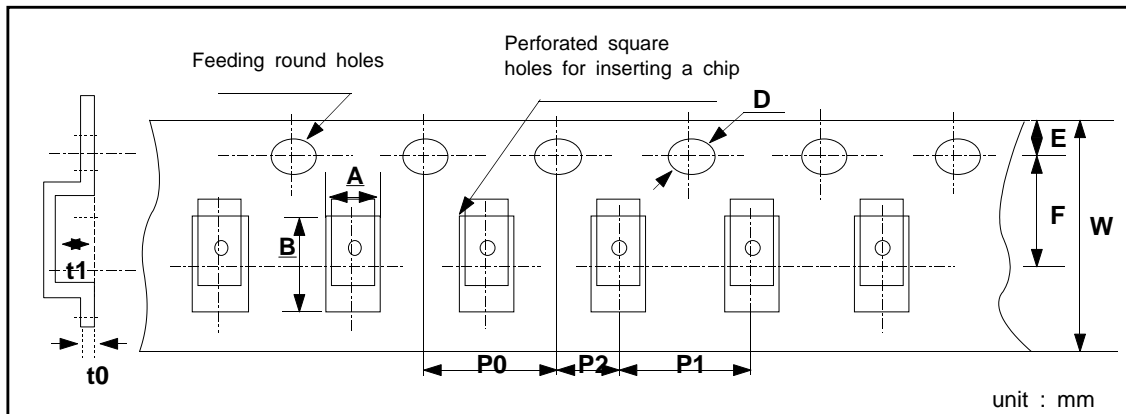 Feeding round holes
Perforated square
holes for inserting a chip
D
E
A
F
W
B
t1
P0
P2
P1
t0
unit : mm